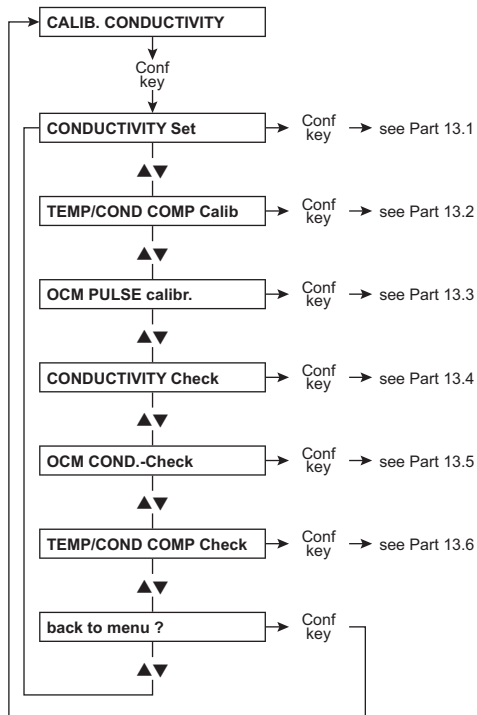 CALIB. CONDUCTIVITY
Conf
key
CONDUCTIVITY Set
Conf
key
see Part 13.1
▲▼
TEMP/COND COMP Calib
Conf
key
see Part 13.2
▲▼
OCM PULSE calibr.
Conf
key
see Part 13.3
▲▼
CONDUCTIVITY Check
Conf
key
see Part 13.4
▲▼
OCM COND.-Check
Conf
key
see Part 13.5
▲▼
TEMP/COND COMP Check
Conf
key
see Part 13.6
▲▼
back to menu ?
Conf
key
▲▼